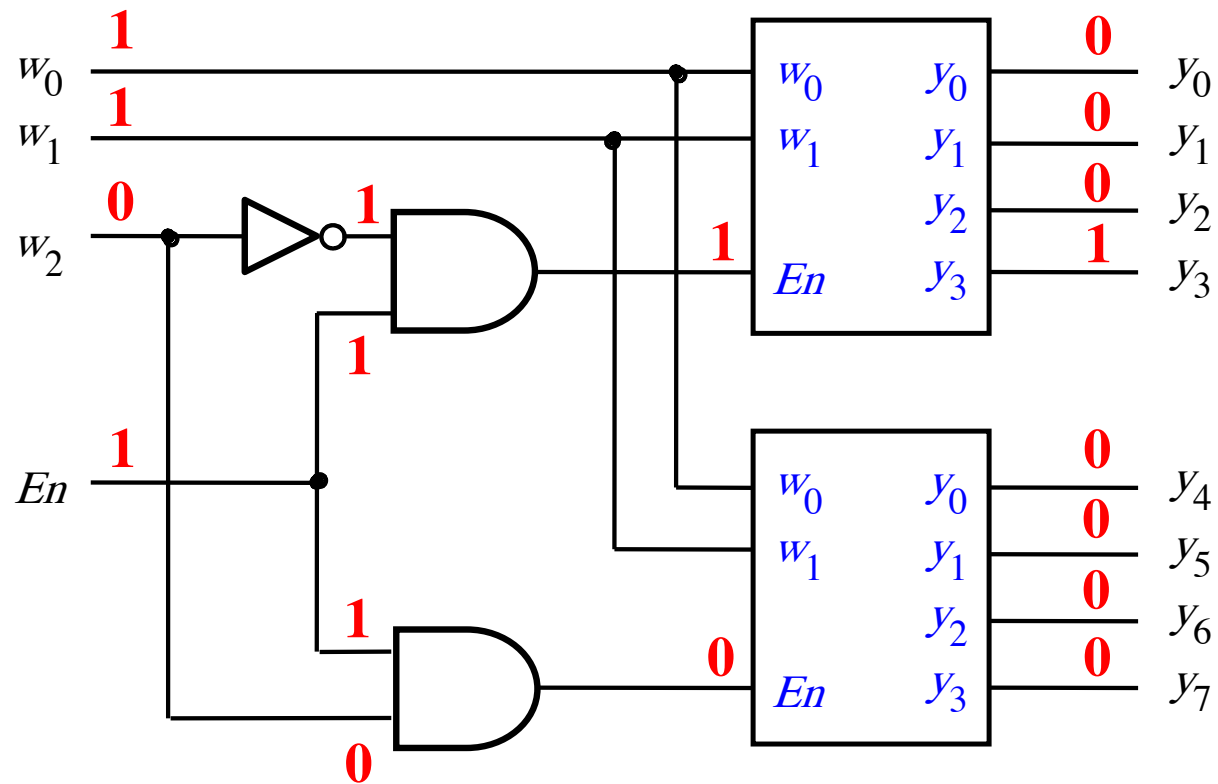 1 0
w0 w0 y0 y0
1 0
w1 w1 y1 y1
0 1 0
w2 y2 y2
1 1
En y3 y3
1
1 0
En w0 y0 y4
0
w1 y1 y5
1 0
y2 y6
0 0
En y3 y7
0